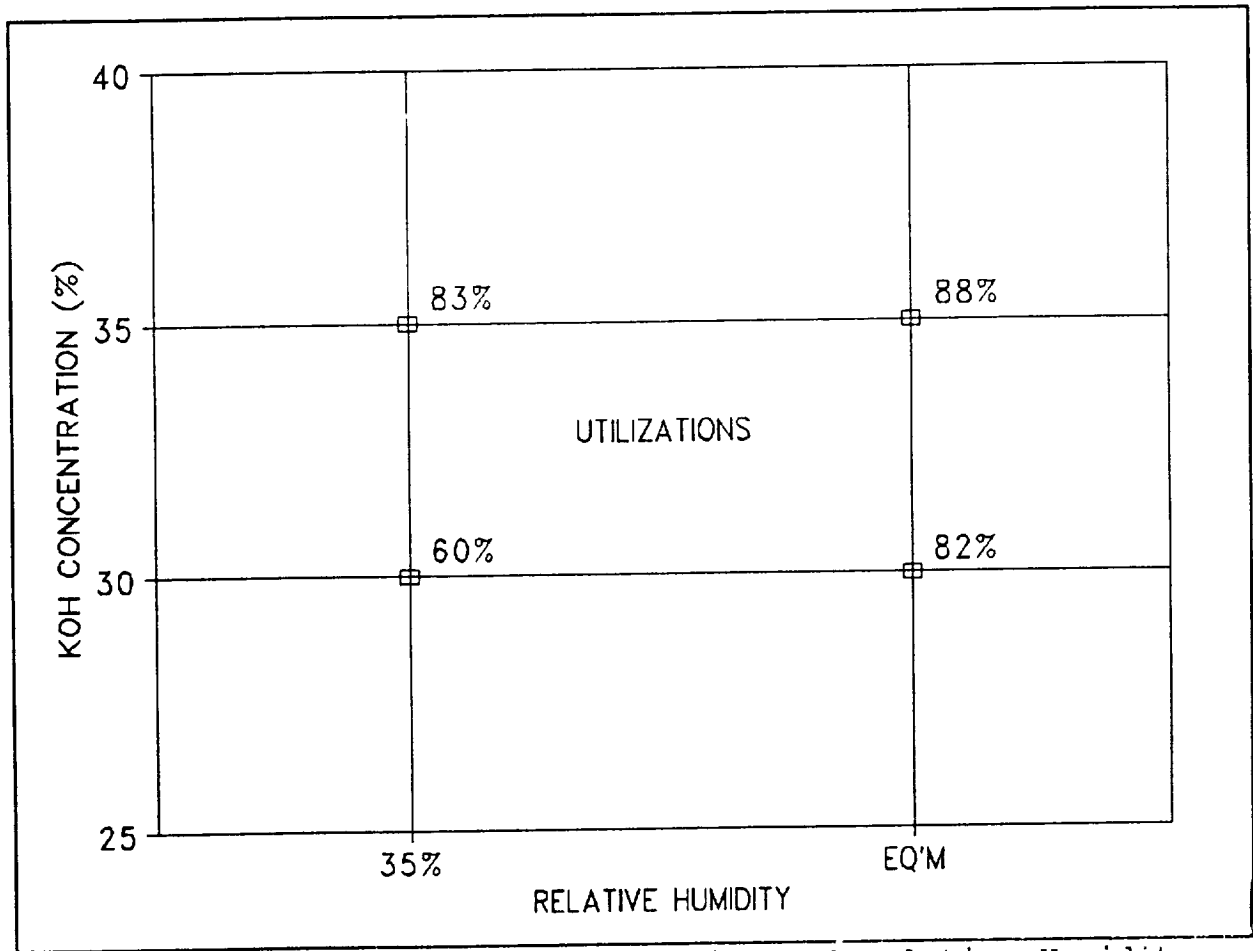 40
83%
88%
35
KOH CONCENTRATION (%)
UTILIZATIONS
60%
82%
30
25
35%
EQ'M
RELATIVE HUMIDITY